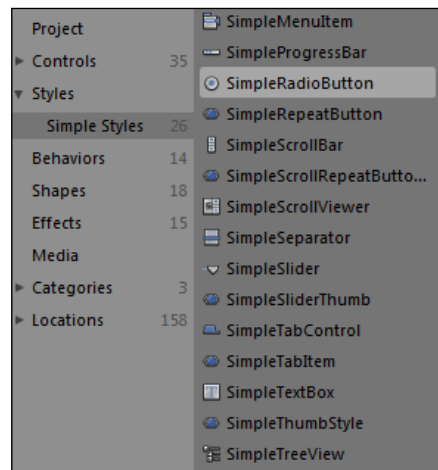 Project
Controls 35
Styles
Simple Styles 26
Behaviors 14
Shapes 18
Effects 15
Media
Categories 3
Locations 158
SimpleMenuItem
SimpleProgressBar
SimpleRadioButton
SimpleRepeatButton
SimpleScrollBar
SimpleScrollRepeatButto...
SimpleScrollViewer
SimpleSeparator
SimpleSlider
SimpleSliderThumb
SimpleTabControl
SimpleTabItem
SimpleTextBox
SimpleThumbStyle
SimpleTreeView